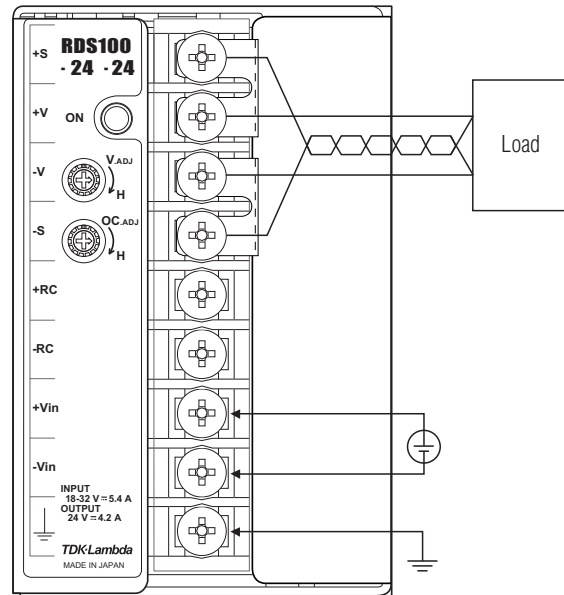 +S
RDS100
- 24 - 24
+V
ON
-V
V.ADJ
H
-S
OC.ADJ
H
+RC
-RC
+Vin
-Vin
INPUT
18-32 V⎓5.4 A
OUTPUT
24 V⎓4.2 A
TDK·Lambda
MADE IN JAPAN
Load